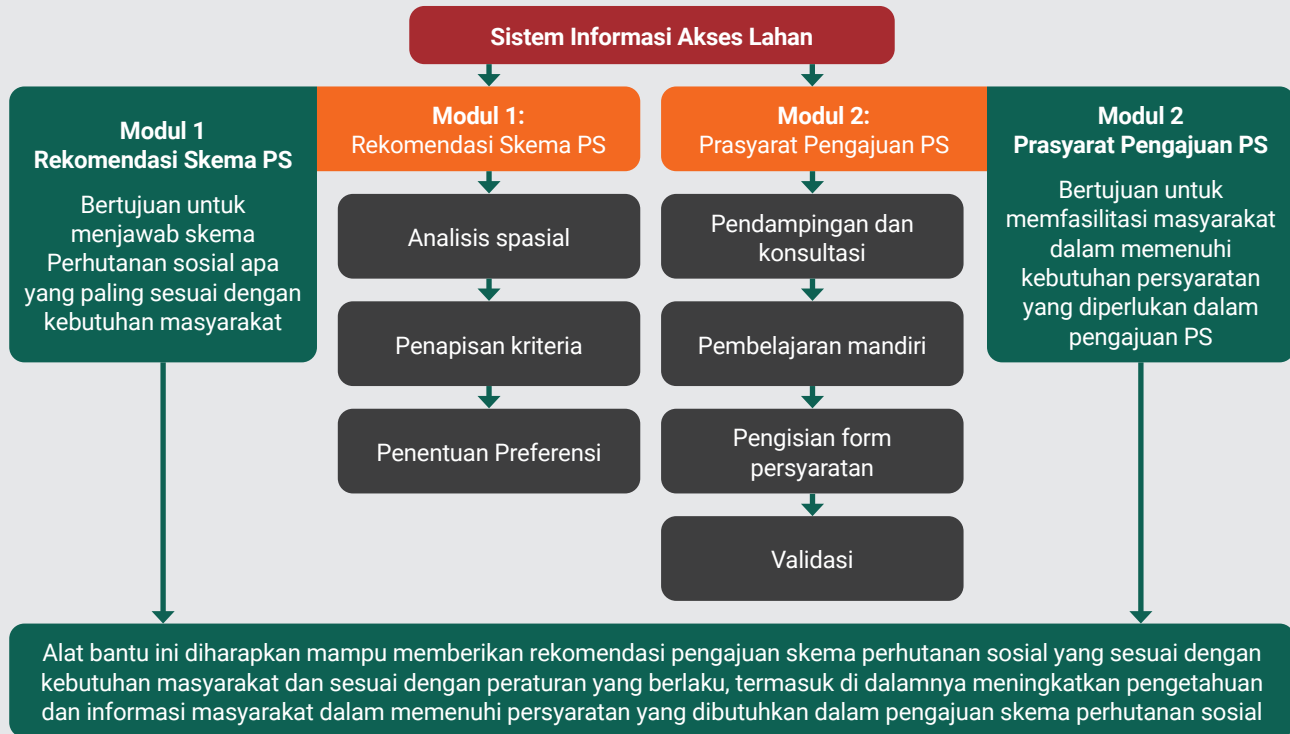 Sistem Informasi Akses Lahan
Modul 1
Rekomendasi Skema PS
Bertujuan untuk
menjawab skema
Perhutanan sosial apa
yang paling sesuai dengan
kebutuhan masyarakat
Modul 1:
Rekomendasi Skema PS
Analisis spasial
Penapisan kriteria
Penentuan Preferensi
Modul 2:
Prasyarat Pengajuan PS
Pendampingan dan
konsultasi
Pembelajaran mandiri
Pengisian form
persyaratan
Validasi
Modul 2
Prasyarat Pengajuan PS
Bertujuan untuk
memfasilitasi masyarakat
dalam memenuhi
kebutuhan persyaratan
yang diperlukan dalam
pengajuan PS
Alat bantu ini diharapkan mampu memberikan rekomendasi pengajuan skema perhutanan sosial yang sesuai dengan
kebutuhan masyarakat dan sesuai dengan peraturan yang berlaku, termasuk di dalamnya meningkatkan pengetahuan
dan informasi masyarakat dalam memenuhi persyaratan yang dibutuhkan dalam pengajuan skema perhutanan sosial